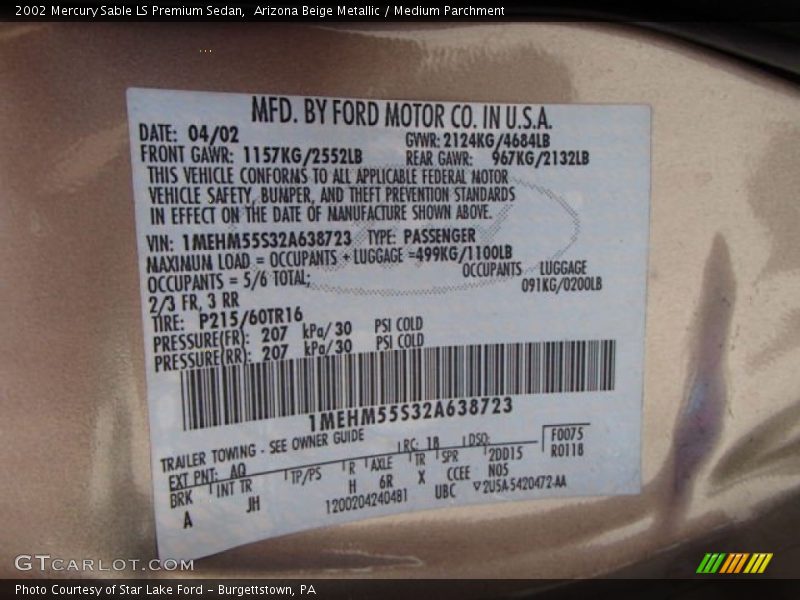 2002 Mercury Sable LS Premium Sedan,  Arizona Beige Metallic / Medium Parchment
MFD. BY FORD MOTOR CO. IN U.S.A.
DATE: 04/02 GVWR: 2124KG/4684LB
FRONT GAWR: 1157KG/2552LB REAR GAWR: 967KG/2132LB
THIS VEHICLE CONFORMS TO ALL APPLICABLE FEDERAL MOTOR
VEHICLE SAFETY, BUMPER, AND THEFT PREVENTION STANDARDS
IN EFFECT ON THE DATE OF MANUFACTURE SHOWN ABOVE.
VIN: 1MEHM55S32A638723 TYPE: PASSENGER
MAXIMUM LOAD = OCCUPANTS + LUGGAGE =499KG/1100LB
OCCUPANTS = 5/6 TOTAL; OCCUPANTS LUGGAGE
2/3 FR, 3 RR 091KG/0200LB
TIRE: P215/60TR16
PRESSURE(FR): 207 kPa/ 30 PSI COLD
PRESSURE(RR): 207 kPa/ 30 PSI COLD
1MEHM55S32A638723
TRAILER TOWING - SEE OWNER GUIDE
EXT PNT: AQ RC: 1B DSO: F0075
BRK INT TR TP/PS R AXLE TR SPR 2DD15 R0118
A JH H 6R X CCEE N05
1200204240481 UBC ▽2U5A-5420472-AA
GTCARLOT.COM
Photo Courtesy of Star Lake Ford – Burgettstown, PA